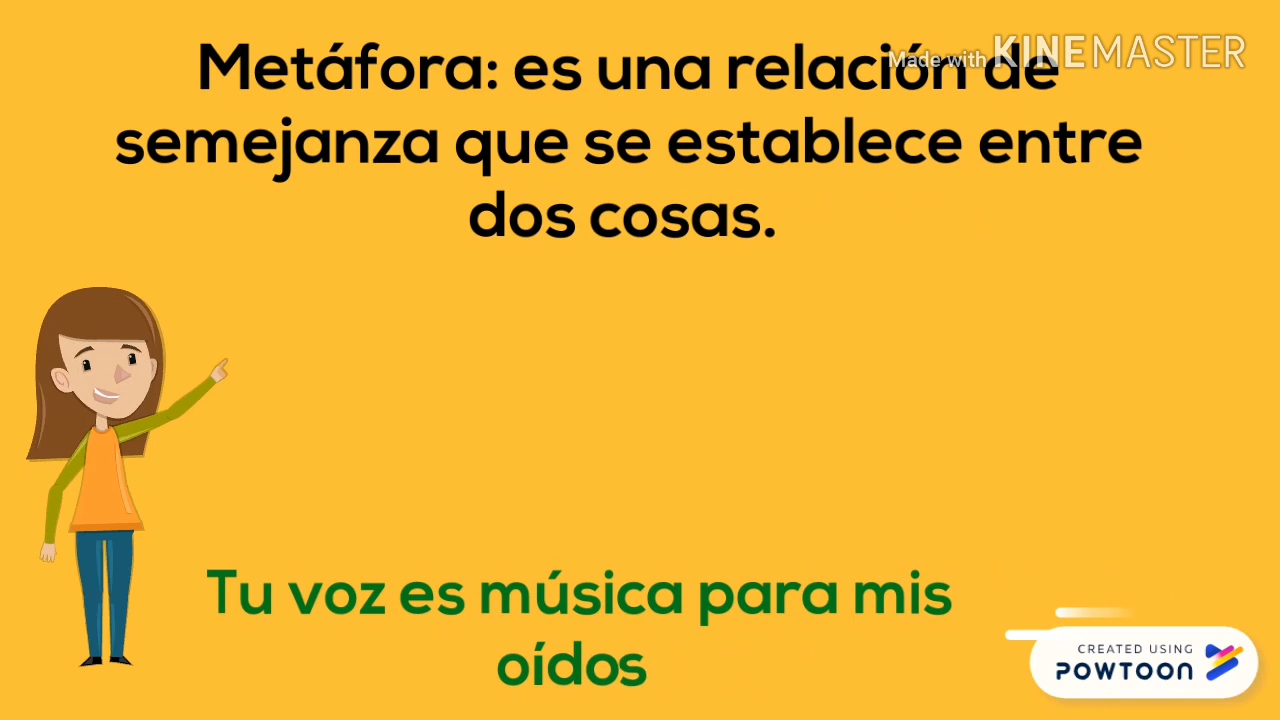 Metáfora: es una relación de
Made with KINEMASTER
semejanza que se establece entre
dos cosas.
Tu voz es música para mis
oídos
CREATED USING
POWTOON